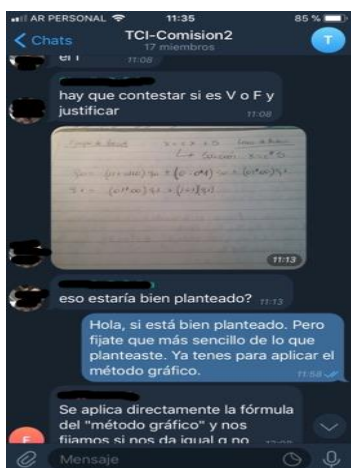 AR PERSONAL 11:35 85 %
Chats
TCI-Comision2
17 miembros
T
11:08
hay que contestar si es V o F y
justificar
11:08
11:13
eso estaría bien planteado? 11:13
Hola, si está bien planteado. Pero
fijate que más sencillo de lo que
planteaste. Ya tenes para aplicar el
método gráfico.
11:58
Se aplica directamente la fórmula
del "método gráfico" y nos
fijamos si nos da igual o no
F
Mensaje